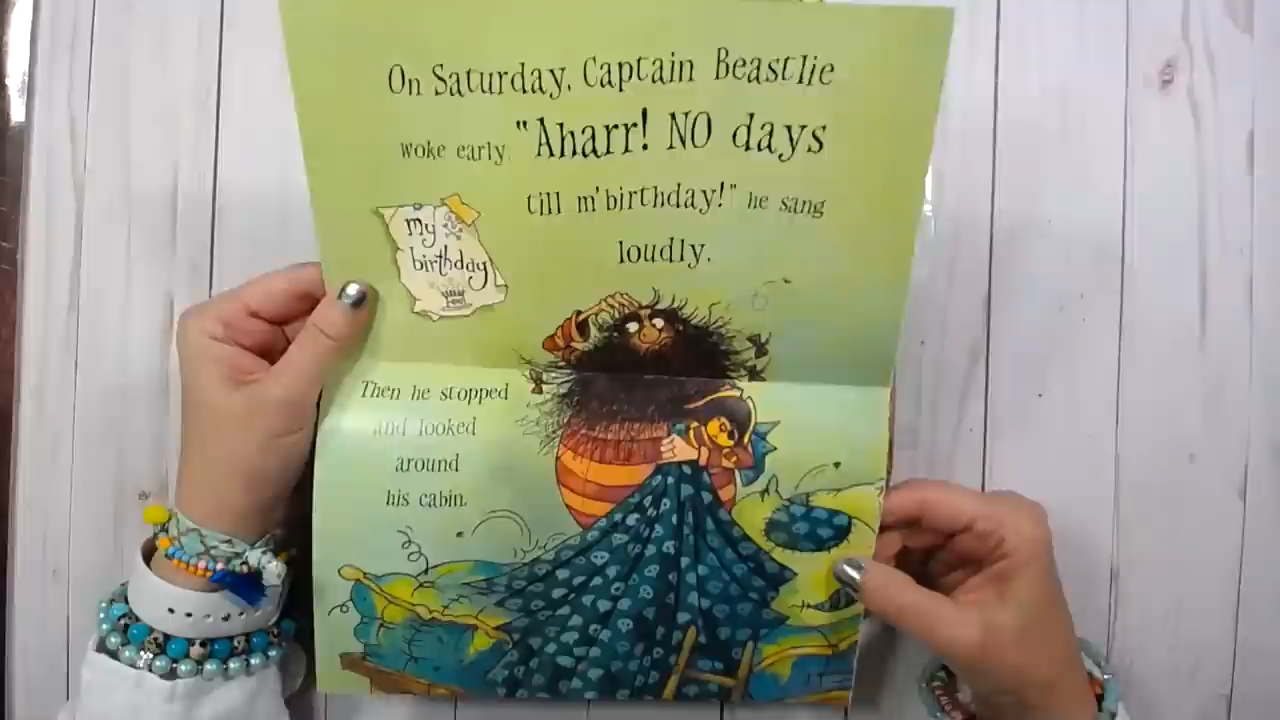 On Saturday, Captain Beastlie
woke early. "Aharr! NO days
till m'birthday!" he sang
loudly.
my
birthday
Then he stopped
and looked
around
his cabin.